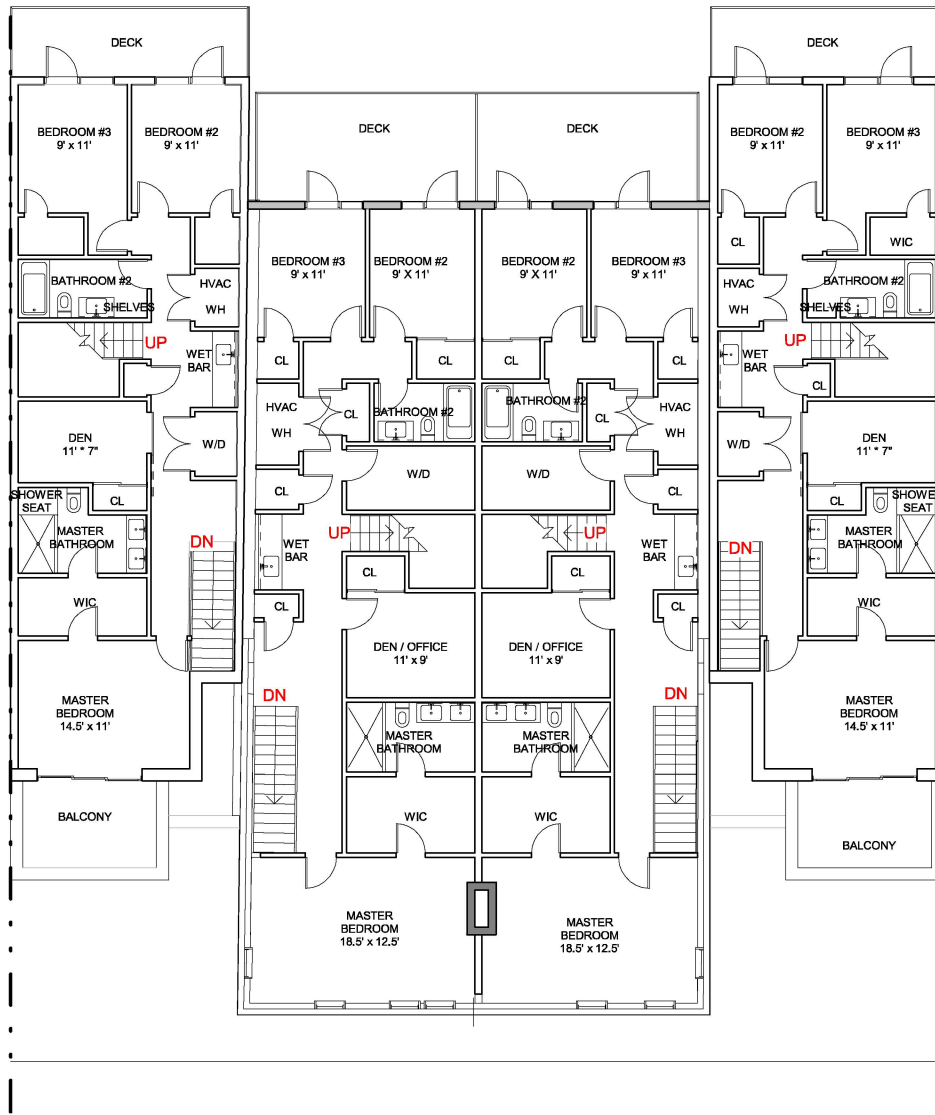 DECK
BEDROOM #3
9' x 11'
BEDROOM #2
9' x 11'
BATHROOM #2
SHELVES
HVAC
WH
UP
WET
BAR
DEN
11' * 7"
W/D
CL
SHOWER
SEAT
MASTER
BATHROOM
DN
WIC
MASTER
BEDROOM
14.5' x 11'
BALCONY
DECK
BEDROOM #3
9' x 11'
BEDROOM #2
9' X 11'
CL
CL
HVAC
WH
CL
BATHROOM #2
CL
W/D
UP
WET
BAR
CL
CL
DEN / OFFICE
11' x 9'
DN
MASTER
BATHROOM
WIC
MASTER
BEDROOM
18.5' x 12.5'
DECK
BEDROOM #2
9' X 11'
BEDROOM #3
9' x 11'
CL
CL
BATHROOM #2
CL
HVAC
WH
W/D
CL
UP
WET
BAR
CL
CL
DEN / OFFICE
11' x 9'
DN
MASTER
BATHROOM
WIC
MASTER
BEDROOM
18.5' x 12.5'
DECK
BEDROOM #2
9' x 11'
BEDROOM #3
9' x 11'
CL
WIC
HVAC
WH
BATHROOM #2
SHELVES
UP
WET
BAR
CL
W/D
DEN
11' * 7"
CL
SHOWER
SEAT
MASTER
BATHROOM
DN
WIC
MASTER
BEDROOM
14.5' x 11'
BALCONY